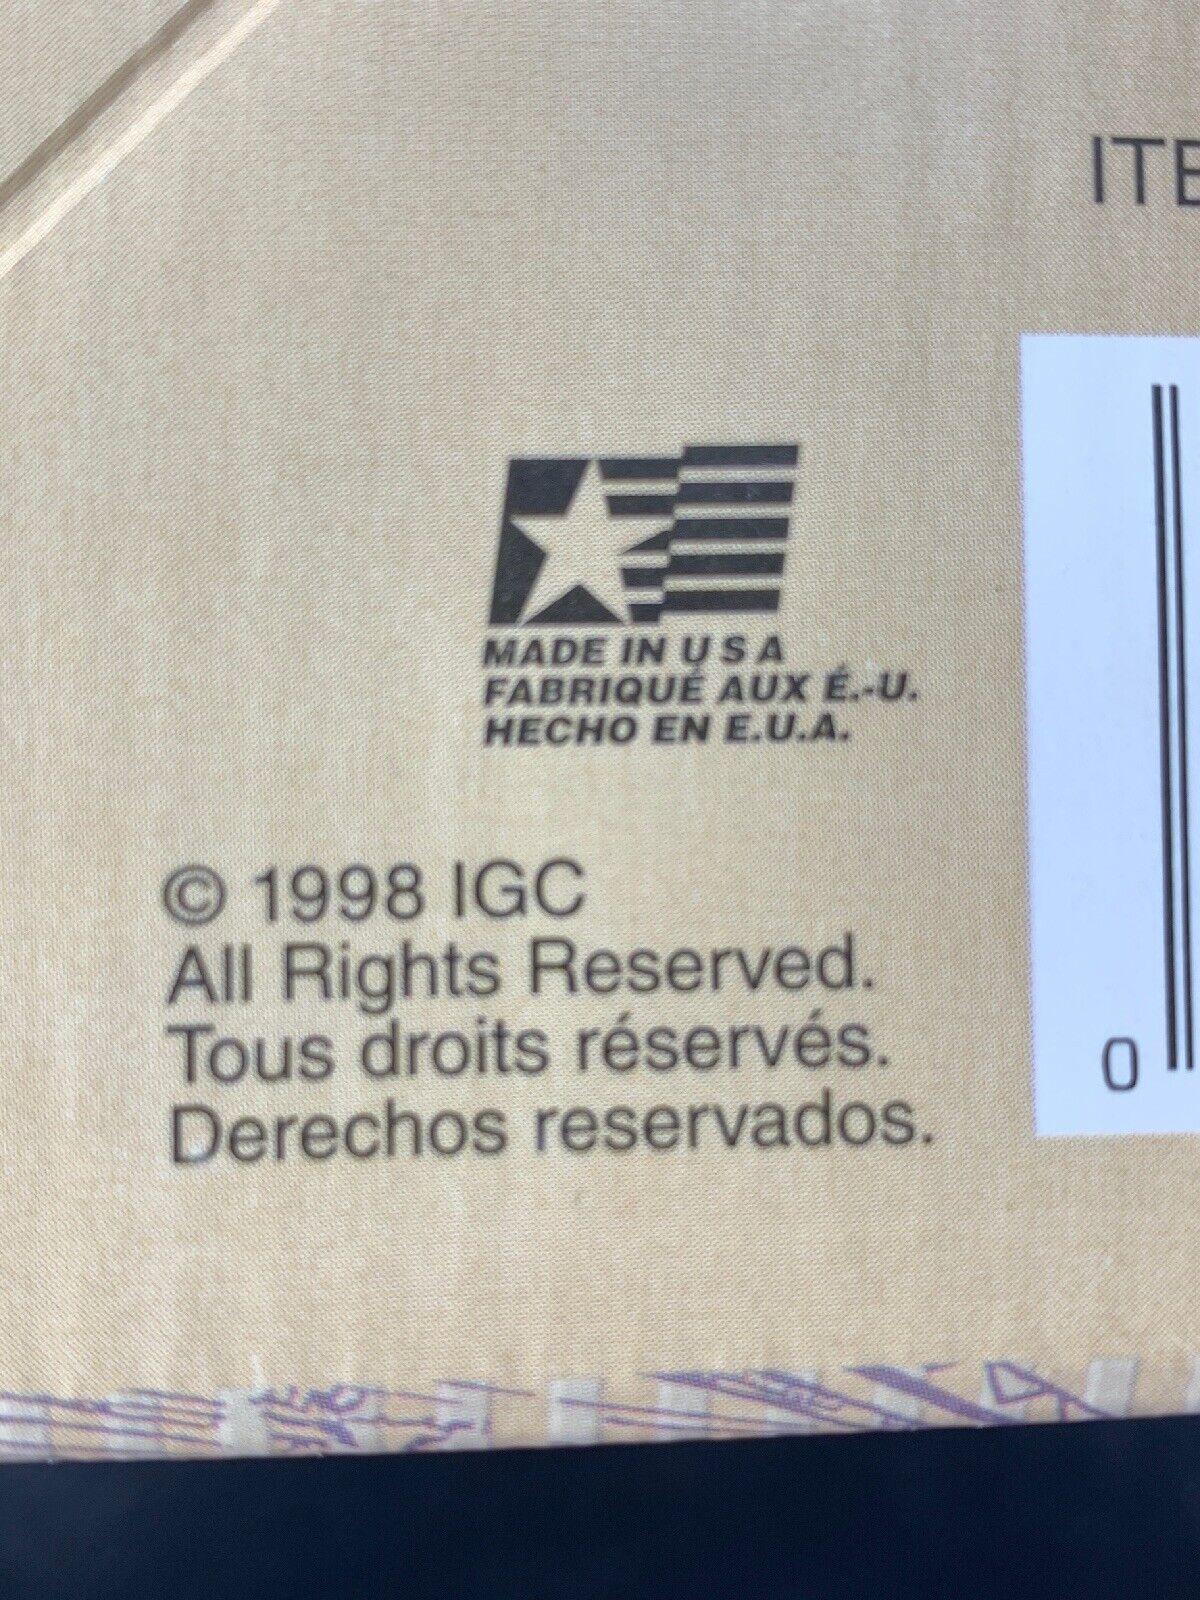 MADE IN USA
FABRIQUÉ AUX É.-U.
HECHO EN E.U.A.
© 1998 IGC
All Rights Reserved.
Tous droits réservés.
Derechos reservados.
0